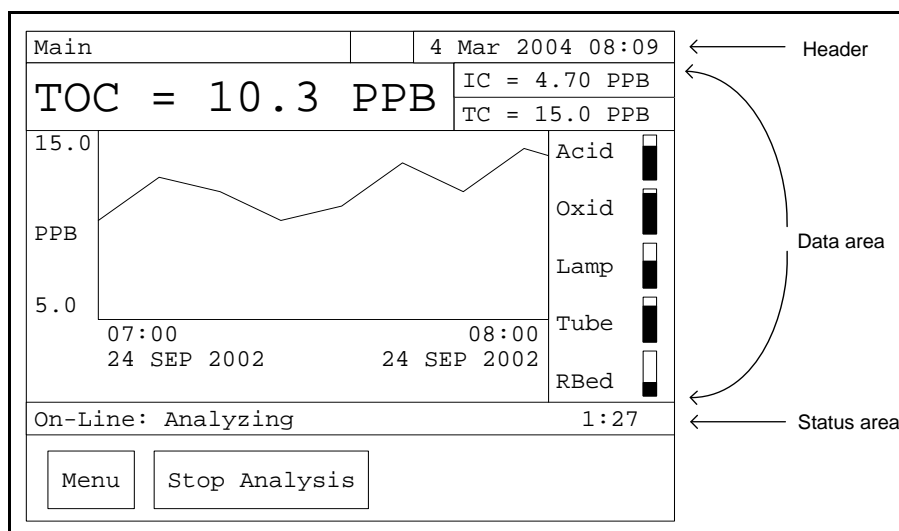 Main
4 Mar 2004 08:09
Header
TOC = 10.3 PPB
IC = 4.70 PPB
TC = 15.0 PPB
15.0
PPB
5.0
07:00
08:00
24 SEP 2002
24 SEP 2002
Acid
Oxid
Lamp
Tube
RBed
Data area
On-Line: Analyzing
1:27
Status area
Menu
Stop Analysis